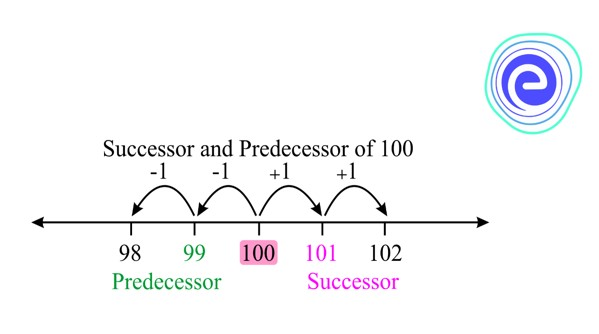 Successor and Predecessor of 100
-1 -1 +1 +1
98 99 100 101 102
Predecessor Successor